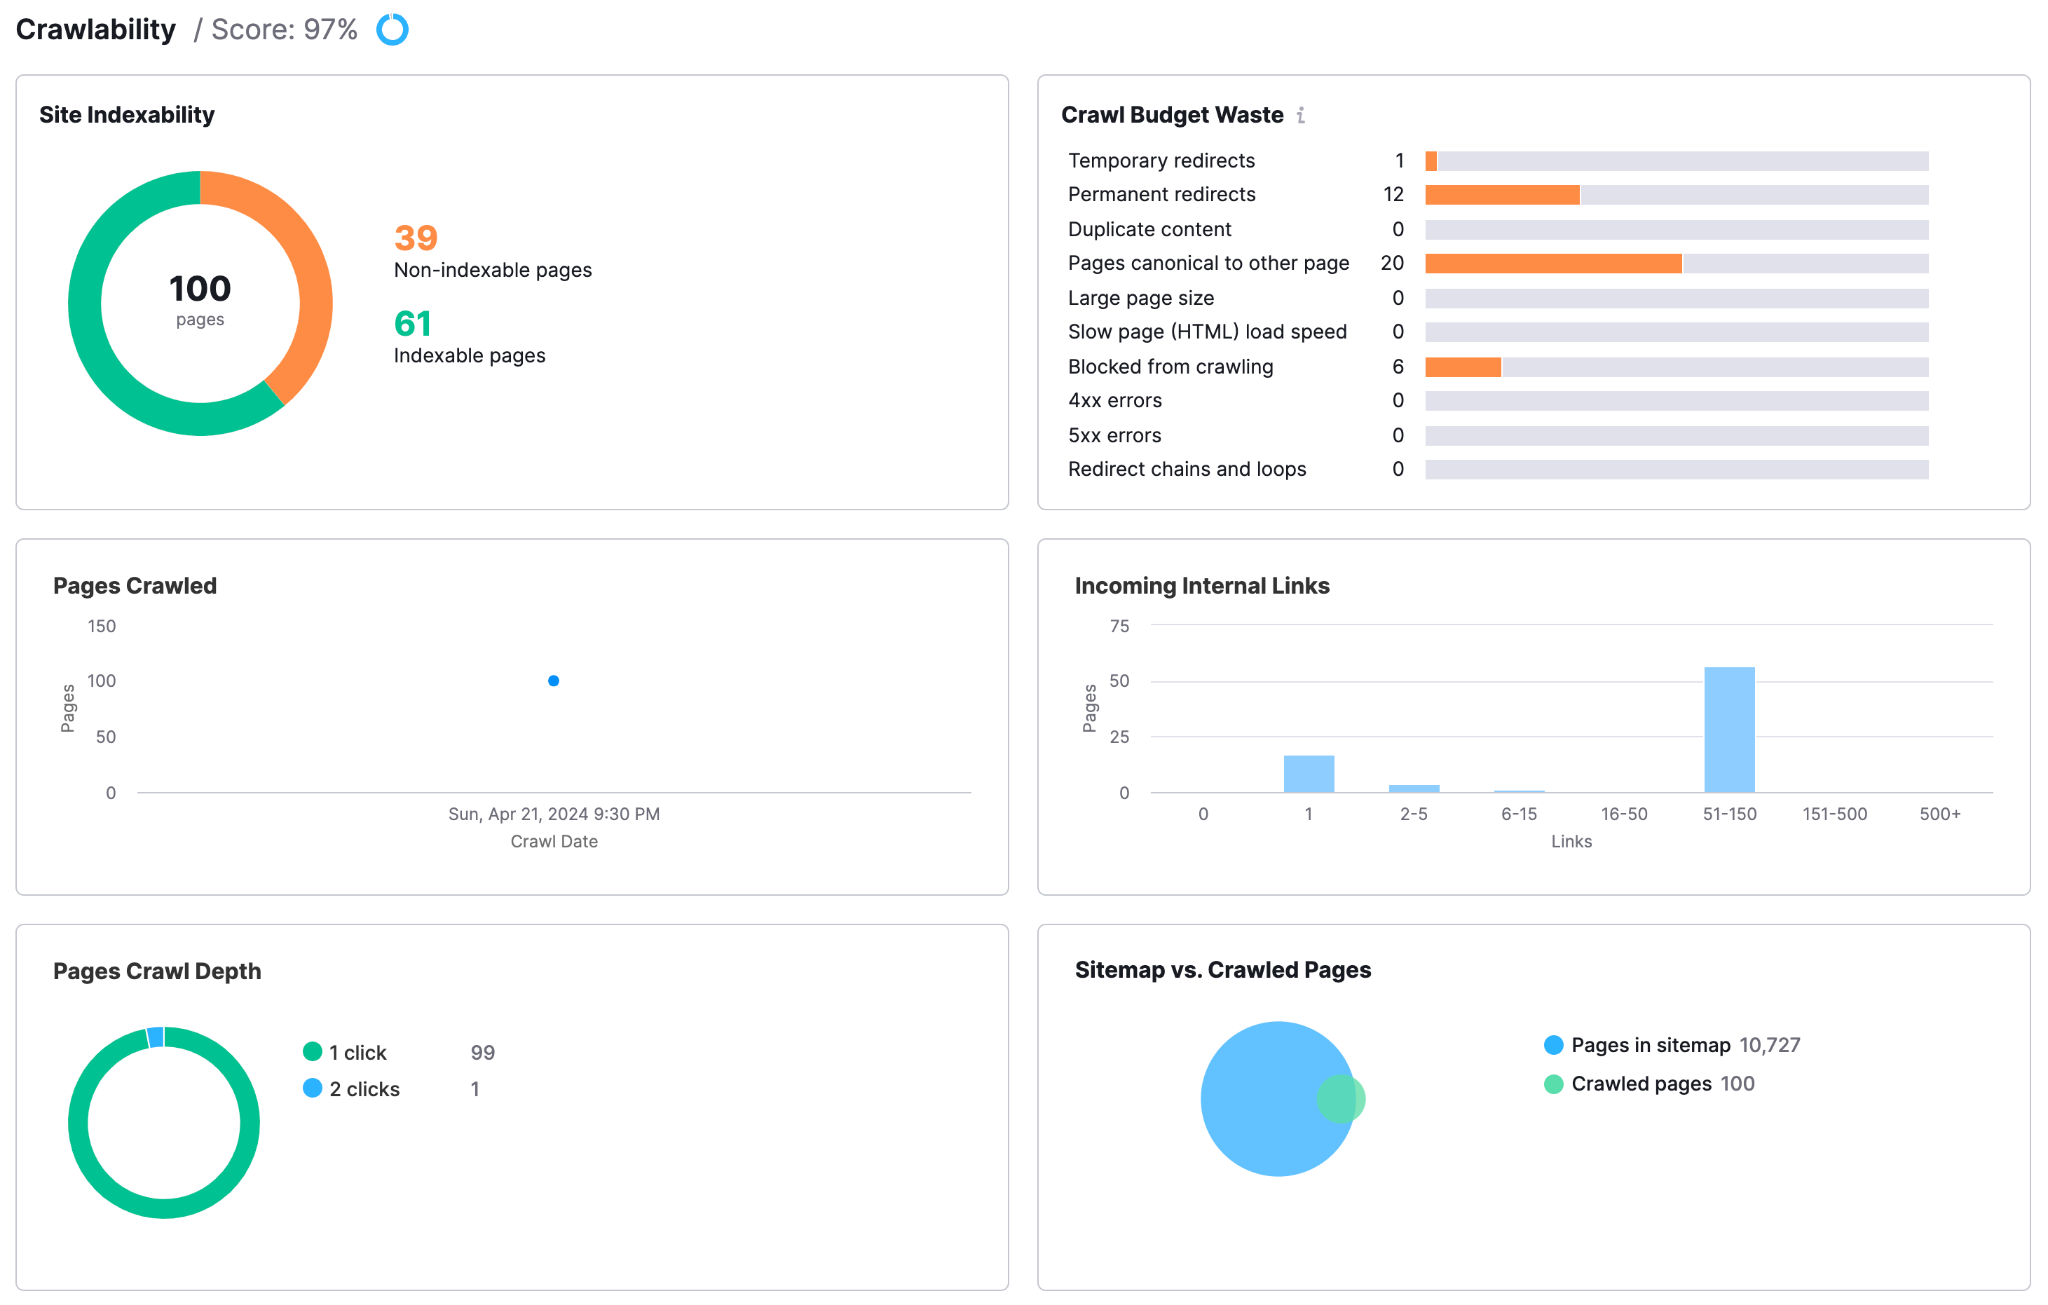 Crawlability / Score: 97%
Site Indexability
100
pages
39
Non-indexable pages
61
Indexable pages
Crawl Budget Waste i
Temporary redirects 1
Permanent redirects 12
Duplicate content 0
Pages canonical to other page 20
Large page size 0
Slow page (HTML) load speed 0
Blocked from crawling 6
4xx errors 0
5xx errors 0
Redirect chains and loops 0
Pages Crawled
150
100
50
0
Pages
Sun, Apr 21, 2024 9:30 PM
Crawl Date
Incoming Internal Links
75
50
25
0
Pages
0 1 2-5 6-15 16-50 51-150 151-500 500+
Links
Pages Crawl Depth
1 click 99
2 clicks 1
Sitemap vs. Crawled Pages
Pages in sitemap 10,727
Crawled pages 100